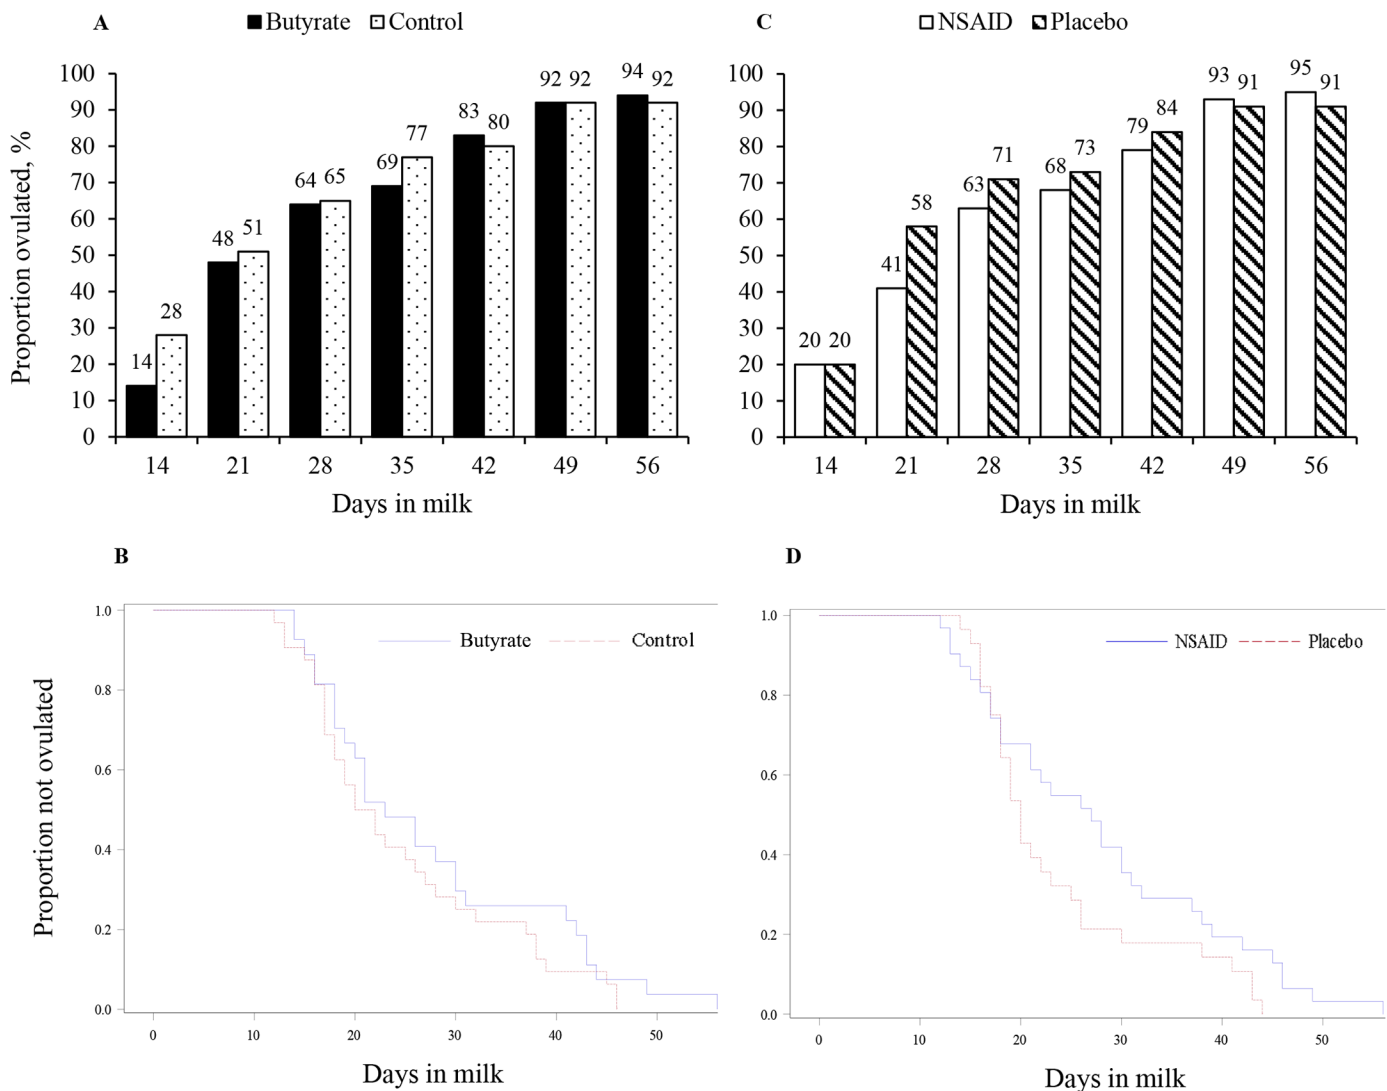 A
Butyrate Control
Proportion ovulated, %
100
90
80
70
60
50
40
30
20
10
0
14 28
48 51
64 65
69 77
83 80
92 92
94 92
14 21 28 35 42 49 56
Days in milk
C
NSAID Placebo
100
90
80
70
60
50
40
30
20
10
0
20 20
41 58
63 71
68 73
79 84
93 91
95 91
14 21 28 35 42 49 56
Days in milk
B
Butyrate Control
Proportion not ovulated
1.0
0.8
0.6
0.4
0.2
0.0
0 10 20 30 40 50
Days in milk
D
NSAID Placebo
1.0
0.8
0.6
0.4
0.2
0.0
0 10 20 30 40 50
Days in milk